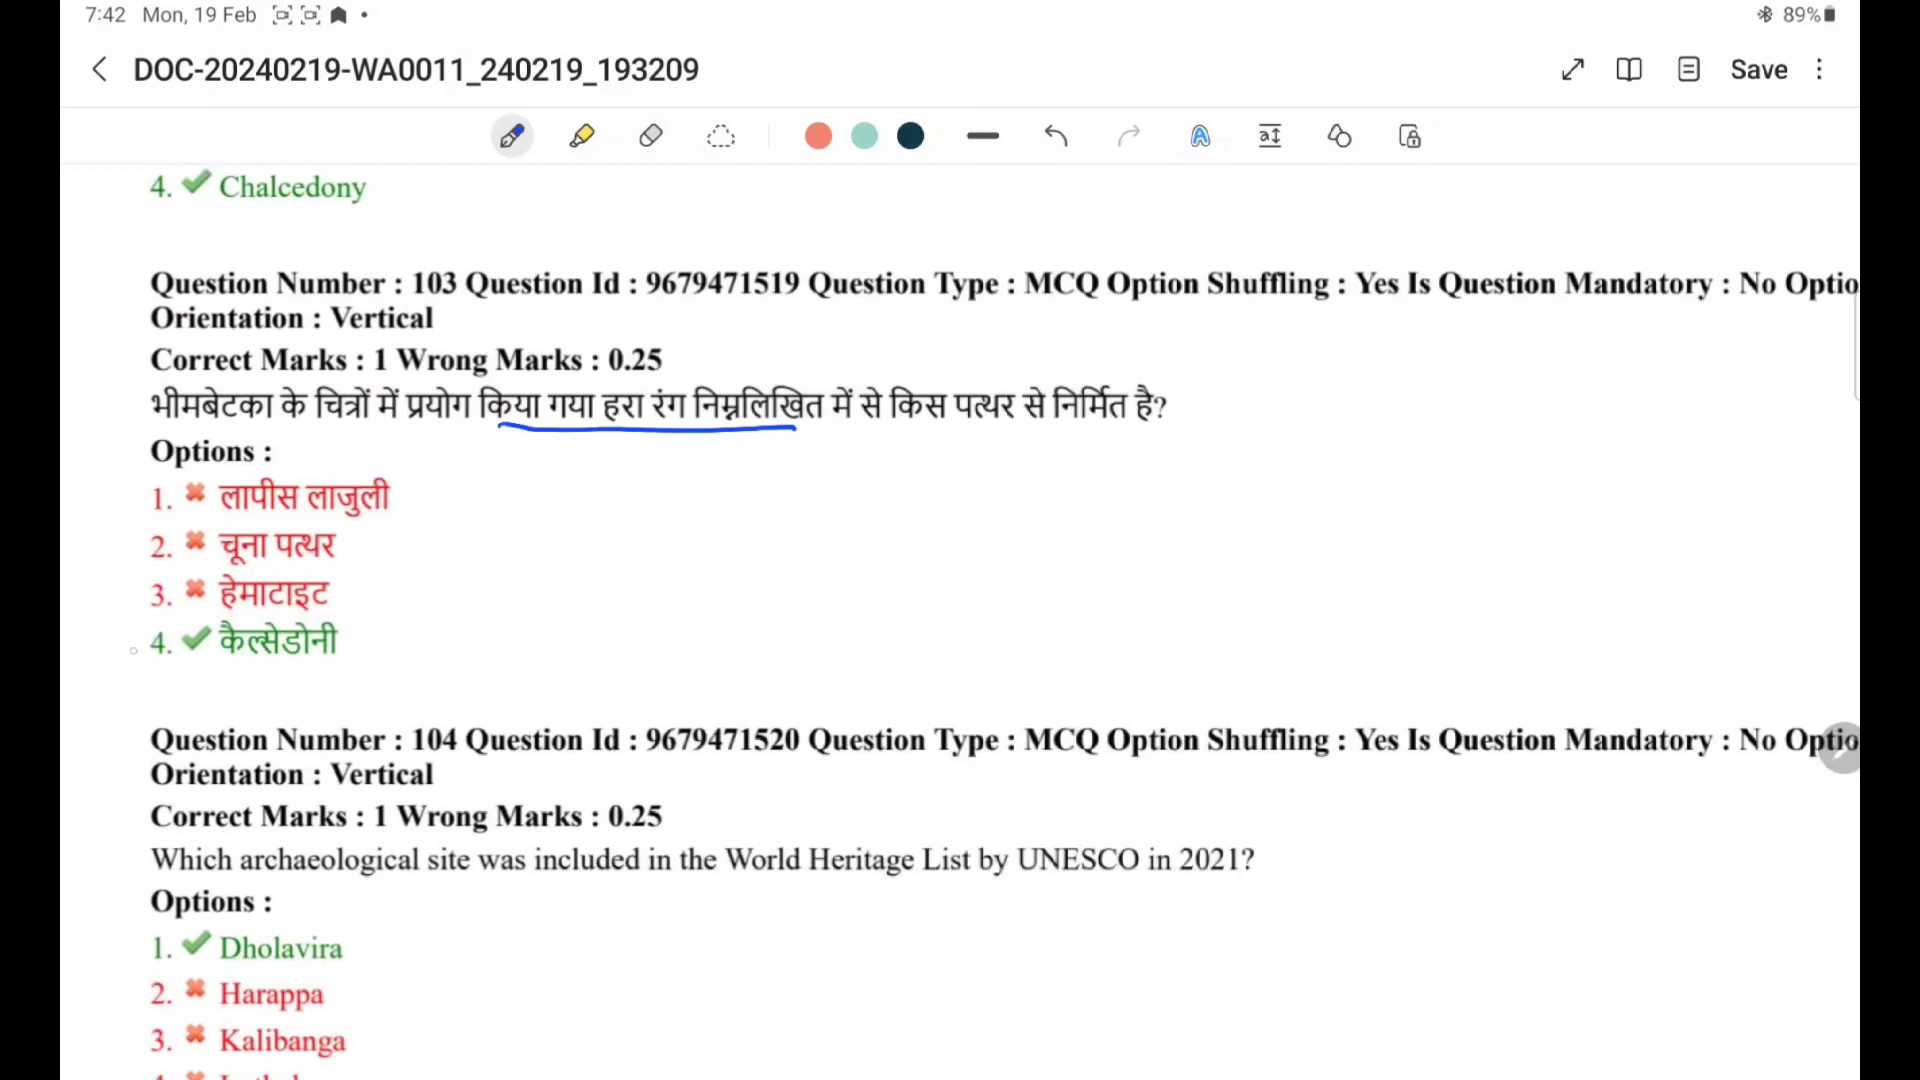 7:42 Mon, 19 Feb 89%
DOC-20240219-WA0011_240219_193209 Save
4. Chalcedony
Question Number : 103 Question Id : 9679471519 Question Type : MCQ Option Shuffling : Yes Is Question Mandatory : No Optio
Orientation : Vertical
Correct Marks : 1 Wrong Marks : 0.25
भीमबेटका के चित्रों में प्रयोग किया गया हरा रंग निम्नलिखित में से किस पत्थर से निर्मित है?
Options :
1. लापीस लाजुली
2. चूना पत्थर
3. हेमाटाइट
4. कैल्सेडोनी
Question Number : 104 Question Id : 9679471520 Question Type : MCQ Option Shuffling : Yes Is Question Mandatory : No Optio
Orientation : Vertical
Correct Marks : 1 Wrong Marks : 0.25
Which archaeological site was included in the World Heritage List by UNESCO in 2021?
Options :
1. Dholavira
2. Harappa
3. Kalibanga